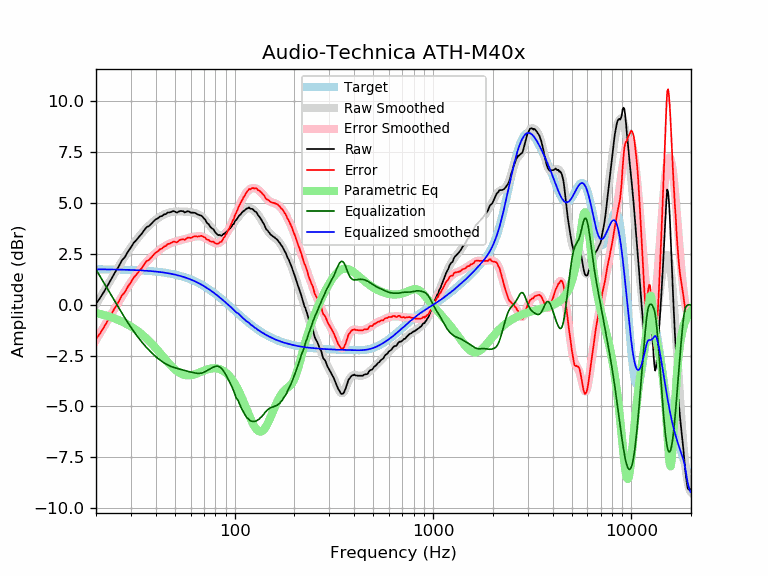 Audio-Technica ATH-M40x
Target
Raw Smoothed
Error Smoothed
Raw
Error
Parametric Eq
Equalization
Equalized smoothed
10.0
7.5
5.0
2.5
0.0
−2.5
−5.0
−7.5
−10.0
Amplitude (dBr)
100
1000
10000
Frequency (Hz)